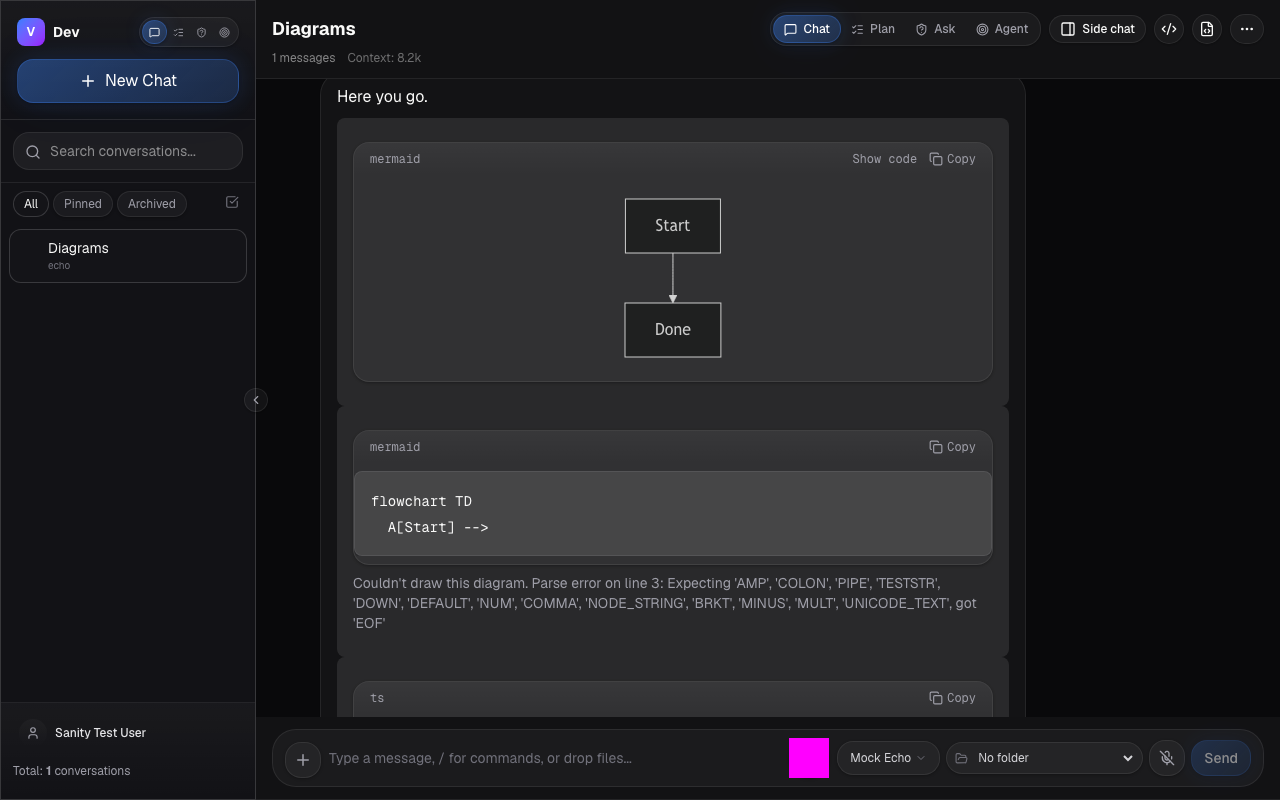 V
Dev
New Chat
Search conversations...
All
Pinned
Archived
Diagrams
echo
Sanity Test User
Total: 1 conversations
Diagrams
1 messages
Context: 8.2k
Chat
Plan
Ask
Agent
Side chat
Here you go.
mermaid
Show code
Copy
Start
Done
mermaid
Copy
flowchart TD
A[Start] -->
Couldn't draw this diagram. Parse error on line 3: Expecting 'AMP', 'COLON', 'PIPE', 'TESTSTR',
'DOWN', 'DEFAULT', 'NUM', 'COMMA', 'NODE_STRING', 'BRKT', 'MINUS', 'MULT', 'UNICODE_TEXT', got
'EOF'
ts
Copy
Type a message, / for commands, or drop files...
Mock Echo
No folder
Send